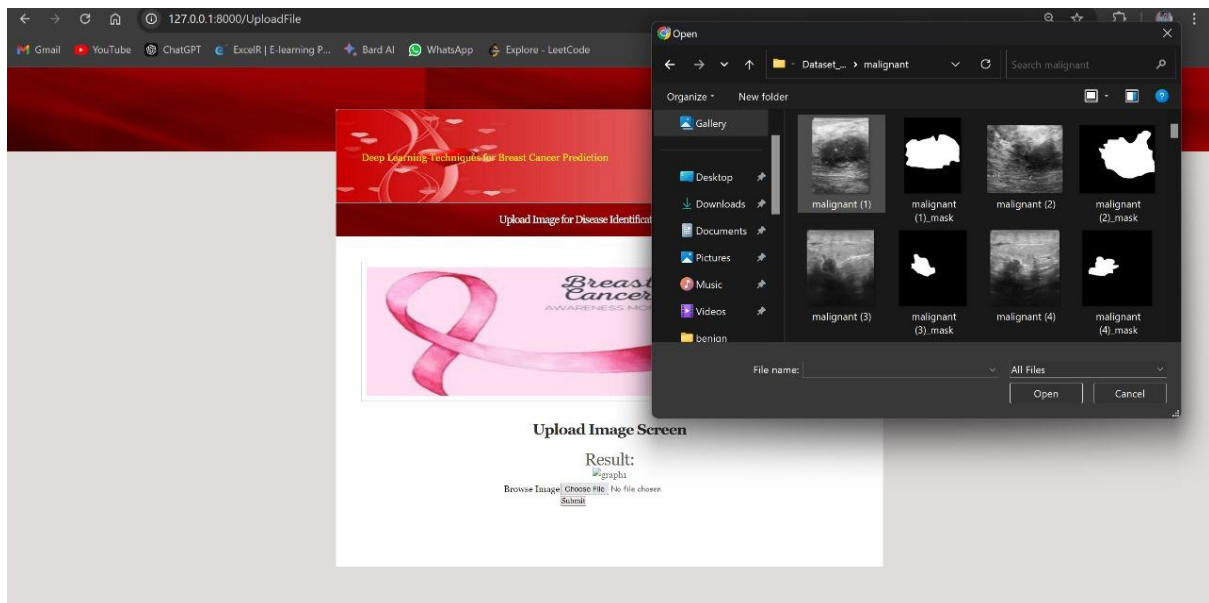 127.0.0.1:8000/UploadFile
Gmail YouTube ChatGPT ExcelR | E-learning P... Bard AI WhatsApp Explore - LeetCode
Deep Learning Techniques for Breast Cancer Prediction
Upload Image for Disease Identificat
Breast
Cancer
AWARENESS MO
Upload Image Screen
Result:
graph1
Browse Image Choose File No file chosen
Submit
Open
Dataset_... › malignant
Search malignant
Organize New folder
Gallery
Desktop
Downloads
Documents
Pictures
Music
Videos
benign
malignant (1)
malignant
(1)_mask
malignant (2)
malignant
(2)_mask
malignant (3)
malignant
(3)_mask
malignant (4)
malignant
(4)_mask
File name:
All Files
Open Cancel